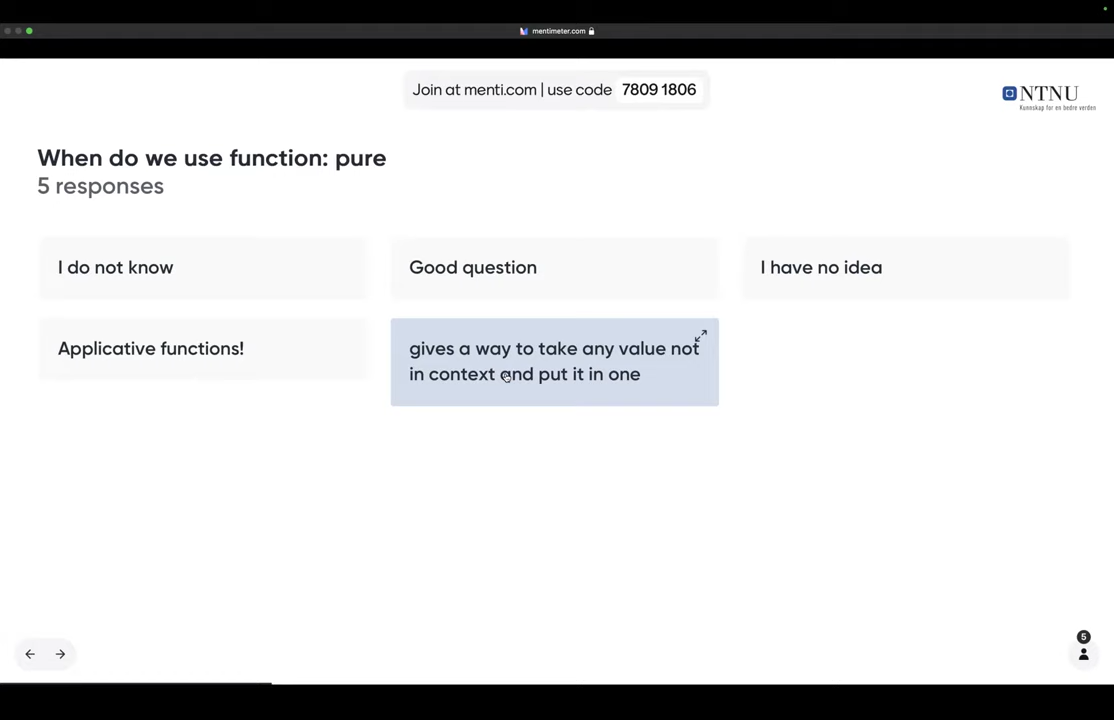 mentimeter.com
Join at menti.com | use code 7809 1806
NTNU
Kunnskap for en bedre verden
When do we use function: pure
5 responses
I do not know
Good question
I have no idea
Applicative functions!
gives a way to take any value not
in context and put it in one
5